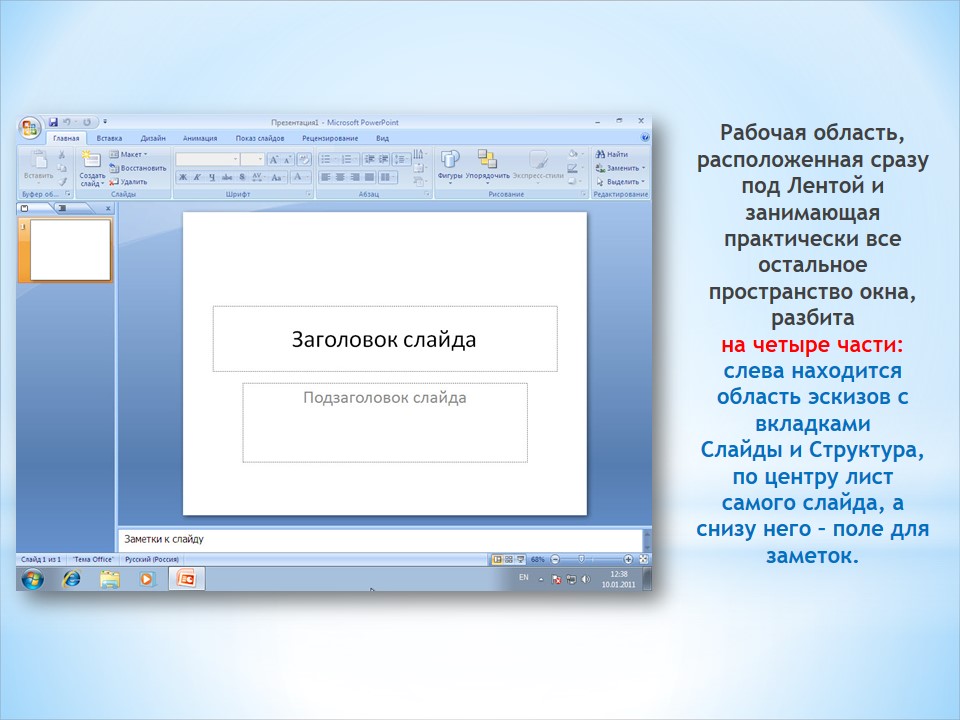 Презентация1 - Microsoft PowerPoint
Главная Вставка Дизайн Анимация Показ слайдов Рецензирование Вид
Вставить
Буфер об...
Создать слайд
Макет
Восстановить
Удалить
Слайды
Ж К Ч abc S AV Aa A
Шрифт
Абзац
Фигуры Упорядочить Экспресс-стили
Рисование
Найти
Заменить
Выделить
Редактирование
1
Заголовок слайда
Подзаголовок слайда
Заметки к слайду
Слайд 1 из 1 "Тема Office" Русский (Россия) 68%
EN 12:38
10.01.2011
Рабочая область,
расположенная сразу
под Лентой и
занимающая
практически все
остальное
пространство окна,
разбита
на четыре части:
слева находится
область эскизов с
вкладками
Слайды и Структура,
по центру лист
самого слайда, а
снизу него – поле для
заметок.